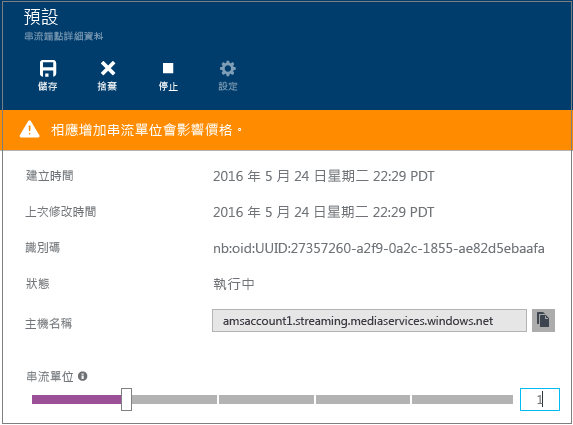 預設
串流端點詳細資料
儲存 捨棄 停止 設定
相應增加串流單位會影響價格。
建立時間 2016 年 5 月 24 日星期二 22:29 PDT
上次修改時間 2016 年 5 月 24 日星期二 22:29 PDT
識別碼 nb:oid:UUID:27357260-a2f9-0a2c-1855-ae82d5ebaafa
狀態 執行中
主機名稱 amsaccount1.streaming.mediaservices.windows.net
串流單位
1